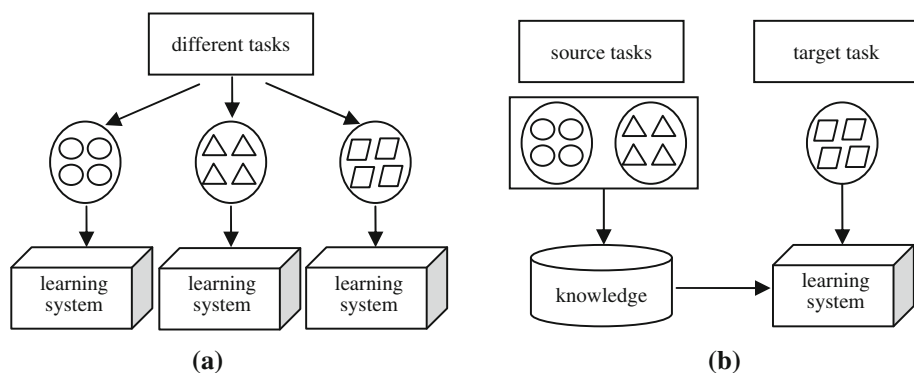 different tasks
learning
system
learning
system
learning
system
(a)
source tasks
target task
knowledge
learning
system
(b)